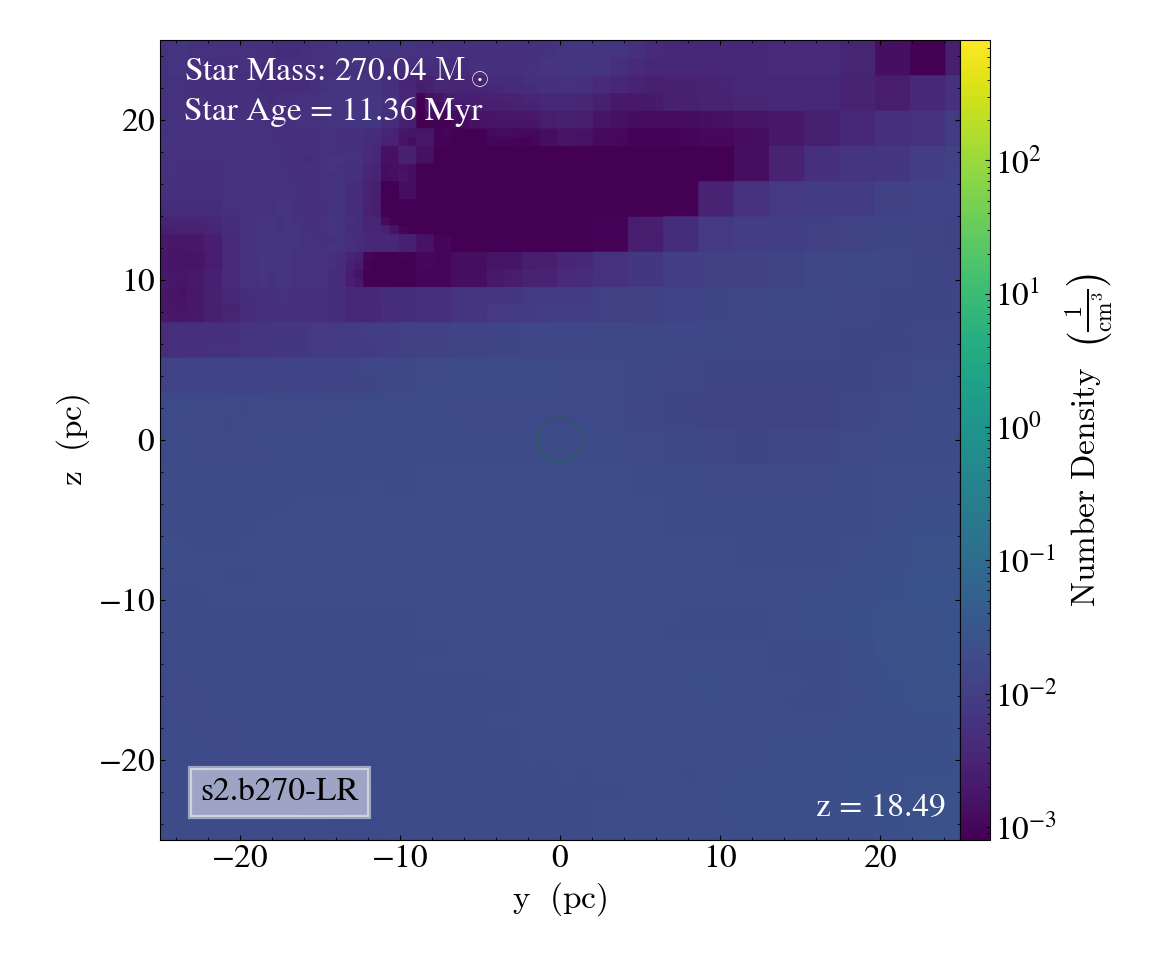 Star Mass: 270.04 M⊙
Star Age = 11.36 Myr
20
10
0
−10
−20
z (pc)
s2.b270-LR
z = 18.49
−20 −10 0 10 20
y (pc)
10²
10¹
10⁰
10⁻¹
10⁻²
10⁻³
Number Density (1/cm³)